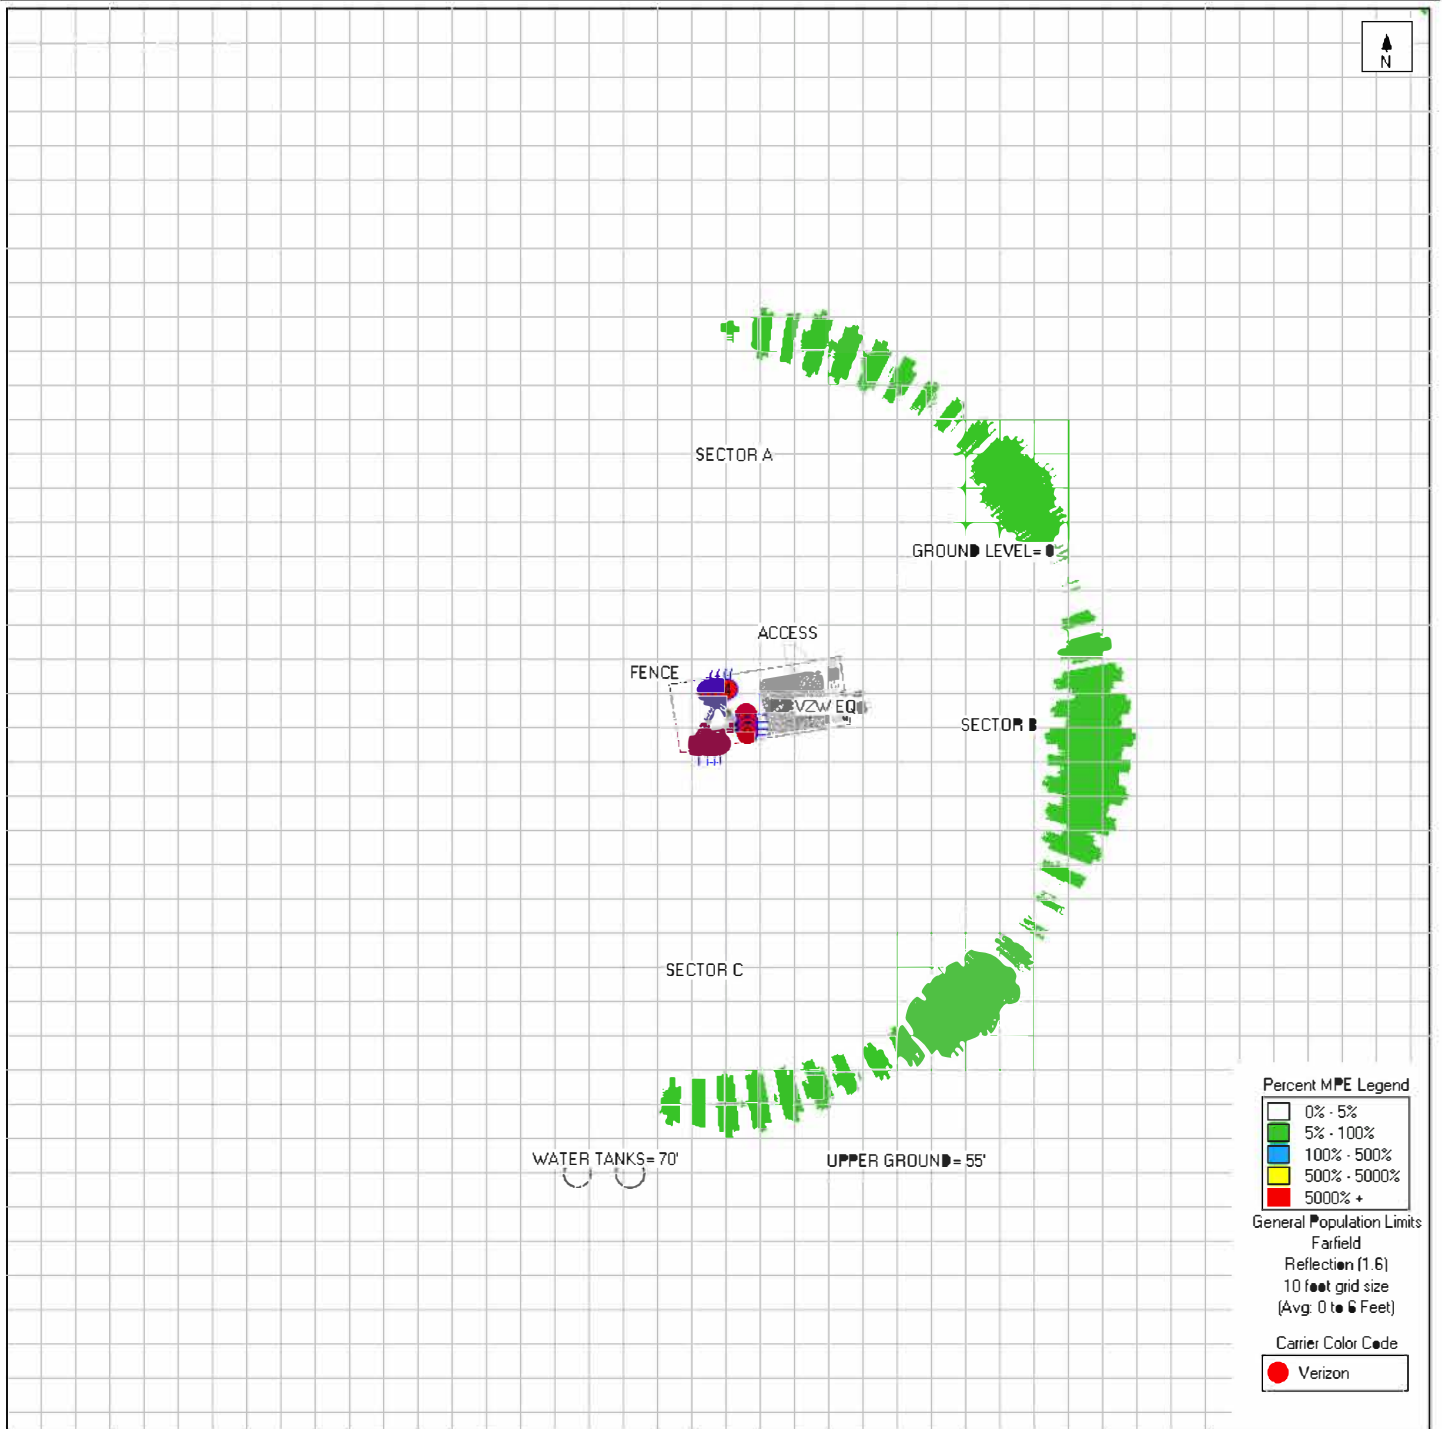 N
SECTOR A
GROUND LEVEL= 0
ACCESS
FENCE
VZW EQ
SECTOR B
SECTOR C
WATER TANKS= 70'
UPPER GROUND= 55'
Percent MPE Legend
0% - 5%
5% - 100%
100% - 500%
500% - 5000%
5000% +
General Population Limits
Farfield
Reflection (1.6)
10 foot grid size
(Avg: 0 to 6 Feet)
Carrier Color Code
Verizon